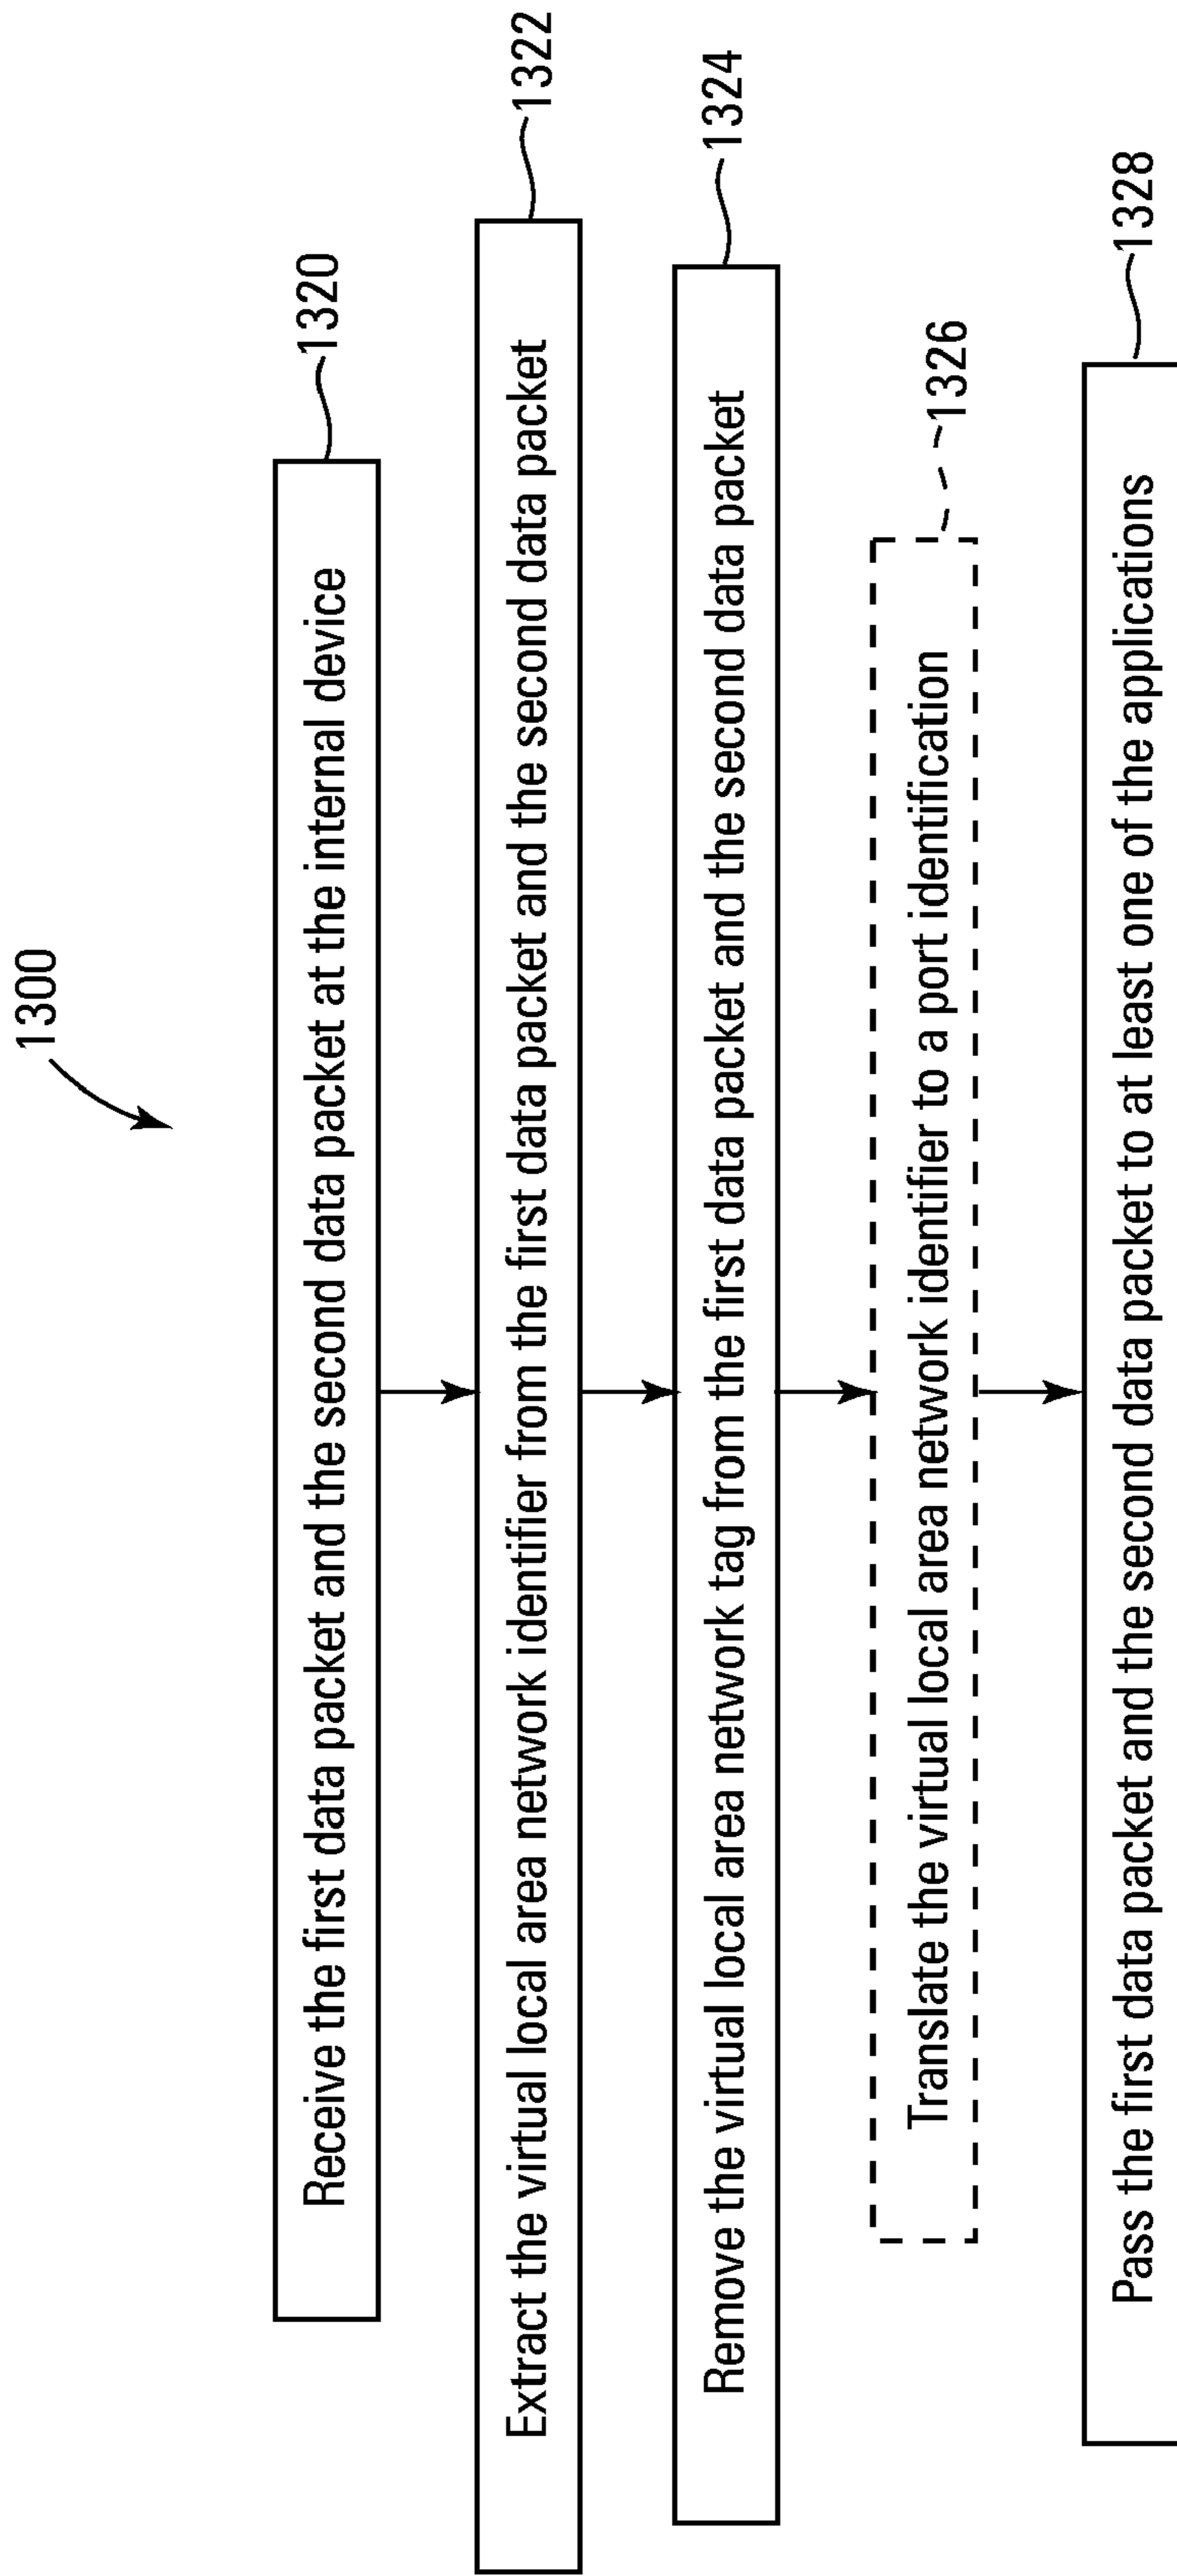 1300
Receive the first data packet and the second data packet at the internal device
1320
Extract the virtual local area network identifier from the first data packet and the second data packet
1322
Remove the virtual local area network tag from the first data packet and the second data packet
1324
Translate the virtual local area network identifier to a port identification
1326
Pass the first data packet and the second data packet to at least one of the applications
1328